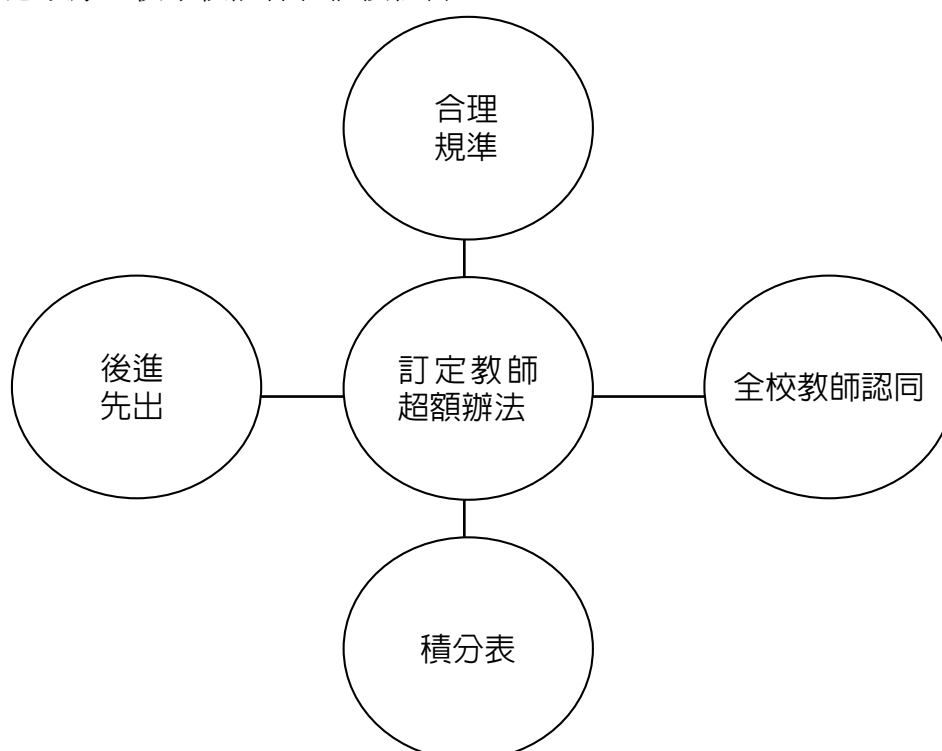 合理
規準
後進
先出
訂定教師
超額辦法
全校教師認同
積分表